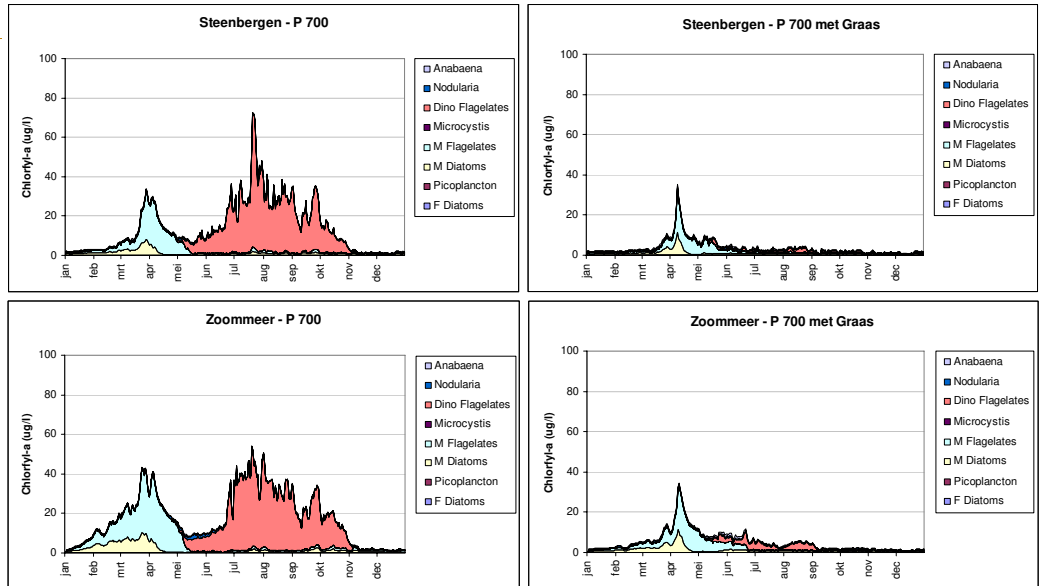 Steenbergen - P 700
Chlorfyl-a (ug/l)
100
80
60
40
20
0
jan feb mrt apr mei jun jul aug sep okt nov dec
Anabaena
Nodularia
Dino Flagelates
Microcystis
M Flagelates
M Diatoms
Picoplancton
F Diatoms
Steenbergen - P 700 met Graas
Chlorfyl-a (ug/l)
100
80
60
40
20
0
jan feb mrt apr mei jun jul aug sep okt nov dec
Anabaena
Nodularia
Dino Flagelates
Microcystis
M Flagelates
M Diatoms
Picoplancton
F Diatoms
Zoommeer - P 700
Chlorfyl-a (ug/l)
100
80
60
40
20
0
jan feb mrt apr mei jun jul aug sep okt nov dec
Anabaena
Nodularia
Dino Flagelates
Microcystis
M Flagelates
M Diatoms
Picoplancton
F Diatoms
Zoommeer - P 700 met Graas
Chlorfyl-a (ug/l)
100
80
60
40
20
0
jan feb mrt apr mei jun jul aug sep okt nov dec
Anabaena
Nodularia
Dino Flagelates
Microcystis
M Flagelates
M Diatoms
Picoplancton
F Diatoms